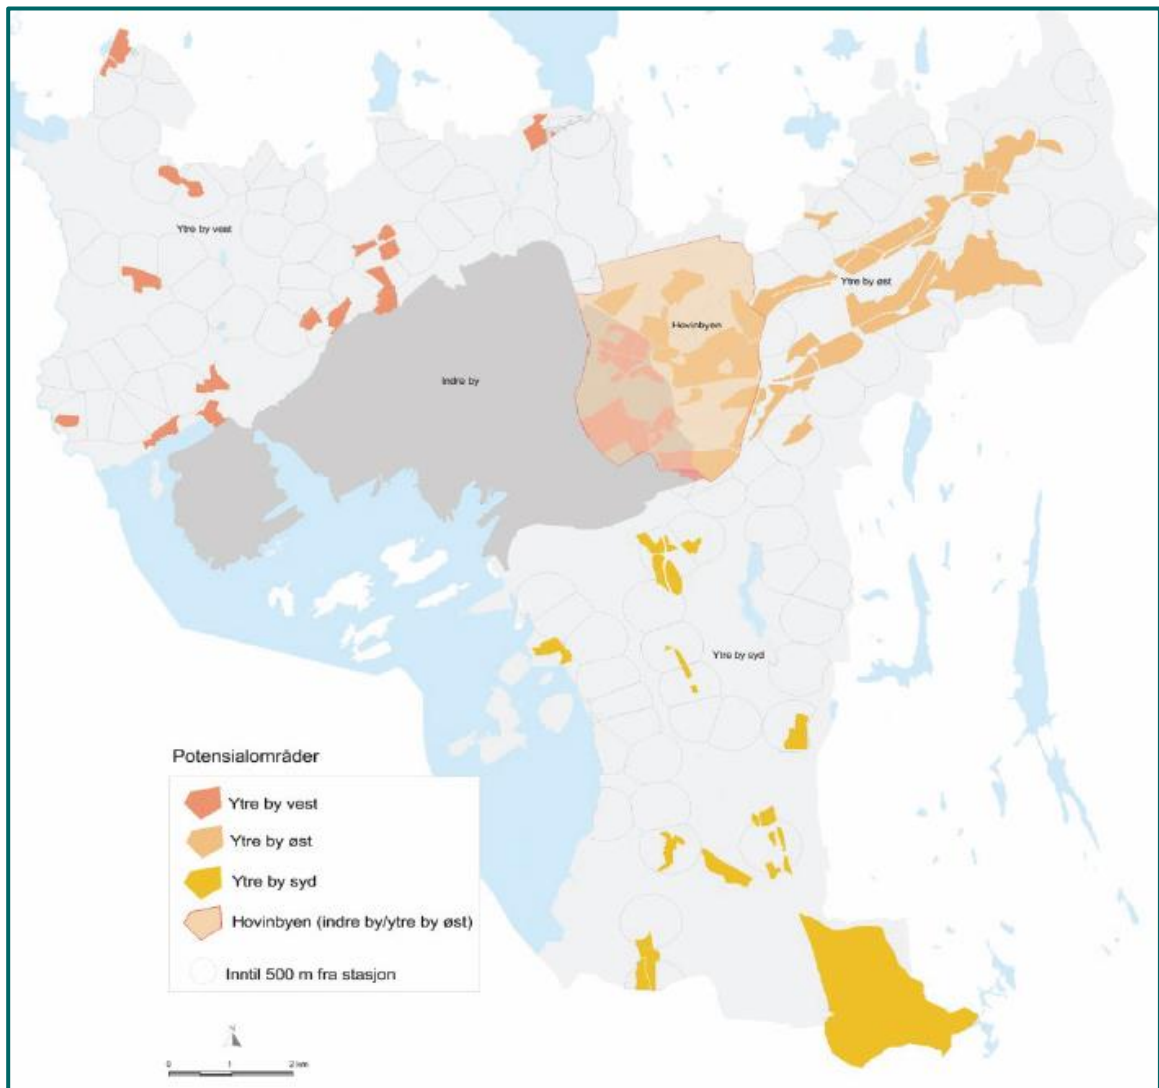 Ytre by vest
Ytre by øst
Hovinbyen
Indre by
Ytre by syd
Potensialområder
Ytre by vest
Ytre by øst
Ytre by syd
Hovinbyen (indre by/ytre by øst)
Inntil 500 m fra stasjon
N
0 1 2 km